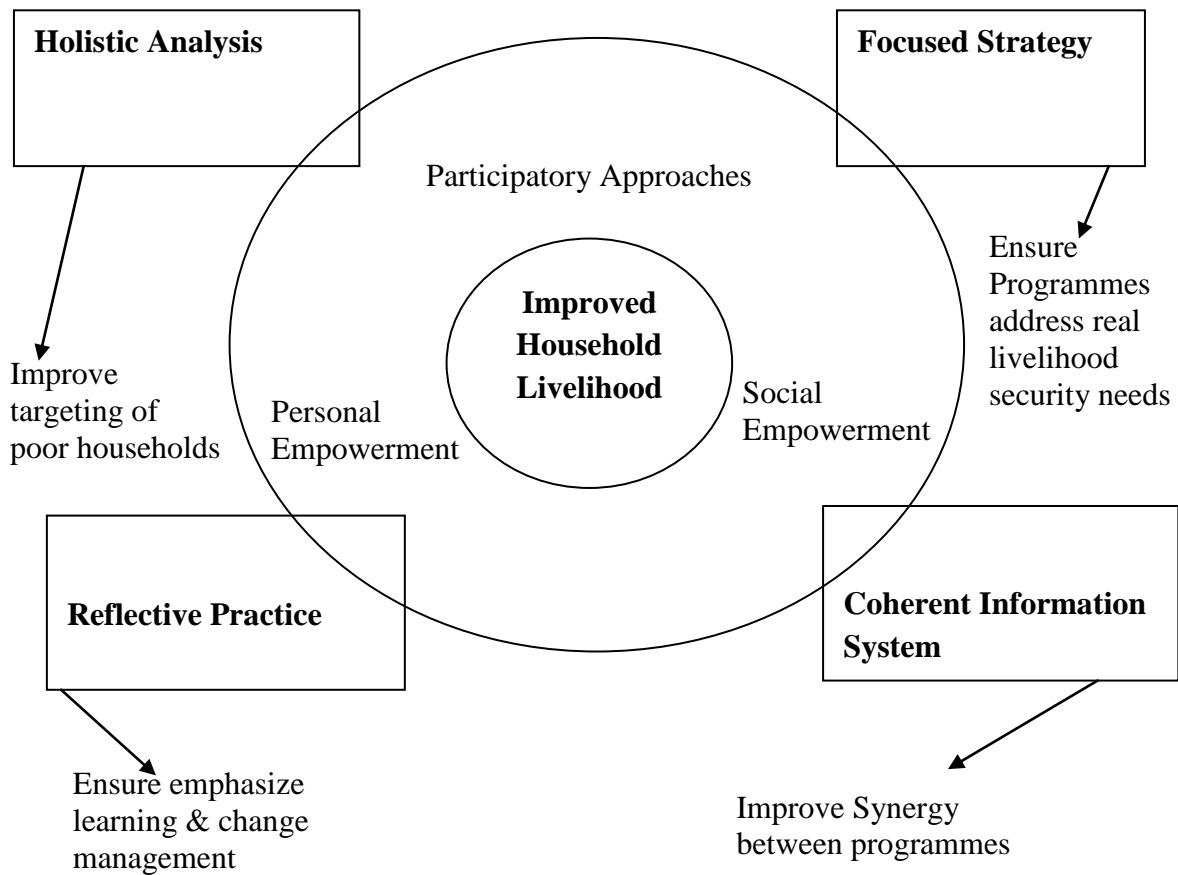 Holistic Analysis
Focused Strategy
Participatory Approaches
Improved
Household
Livelihood
Ensure
Programmes
address real
livelihood
security needs
Improve
targeting of
poor households
Personal
Empowerment
Social
Empowerment
Reflective Practice
Coherent Information
System
Ensure emphasize
learning & change
management
Improve Synergy
between programmes